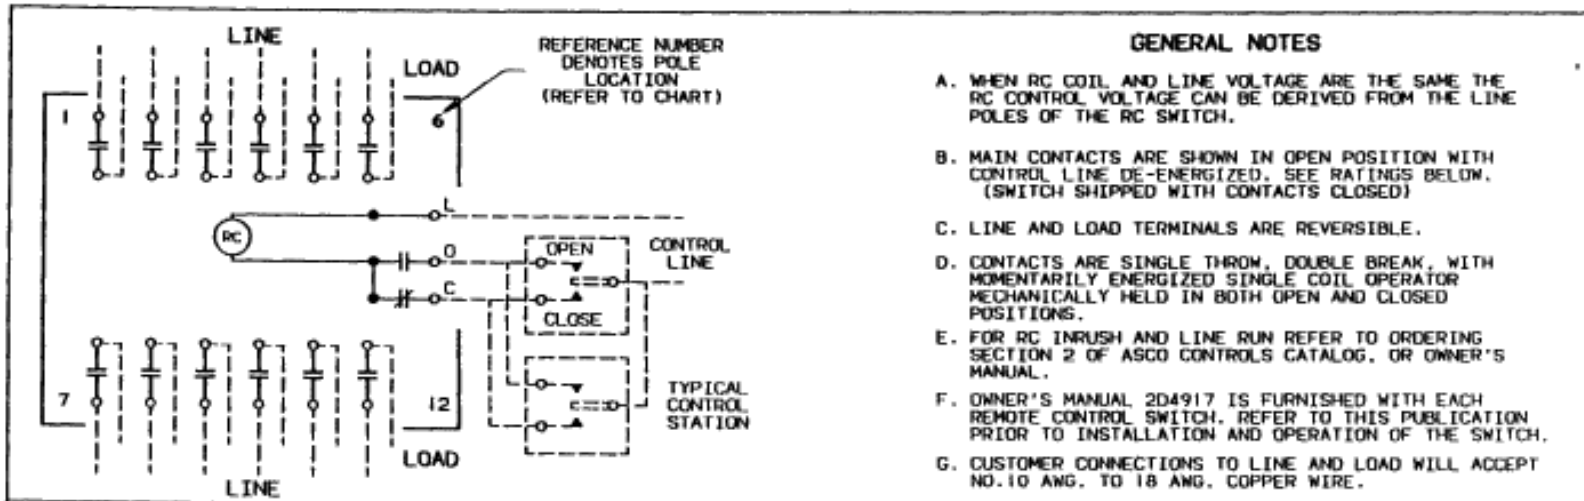 LINE
LOAD
REFERENCE NUMBER
DENOTES POLE
LOCATION
(REFER TO CHART)
1
6
L
RC
O
OPEN
CONTROL
LINE
C
CLOSE
7
12
TYPICAL
CONTROL
STATION
LOAD
LINE
GENERAL NOTES
A. WHEN RC COIL AND LINE VOLTAGE ARE THE SAME THE
RC CONTROL VOLTAGE CAN BE DERIVED FROM THE LINE
POLES OF THE RC SWITCH.
B. MAIN CONTACTS ARE SHOWN IN OPEN POSITION WITH
CONTROL LINE DE-ENERGIZED. SEE RATINGS BELOW.
(SWITCH SHIPPED WITH CONTACTS CLOSED)
C. LINE AND LOAD TERMINALS ARE REVERSIBLE.
D. CONTACTS ARE SINGLE THROW, DOUBLE BREAK, WITH
MOMENTARILY ENERGIZED SINGLE COIL OPERATOR
MECHANICALLY HELD IN BOTH OPEN AND CLOSED
POSITIONS.
E. FOR RC INRUSH AND LINE RUN REFER TO ORDERING
SECTION 2 OF ASCO CONTROLS CATALOG, OR OWNER'S
MANUAL.
F. OWNER'S MANUAL 2D4917 IS FURNISHED WITH EACH
REMOTE CONTROL SWITCH. REFER TO THIS PUBLICATION
PRIOR TO INSTALLATION AND OPERATION OF THE SWITCH.
G. CUSTOMER CONNECTIONS TO LINE AND LOAD WILL ACCEPT
NO.10 AWG. TO 18 AWG. COPPER WIRE.